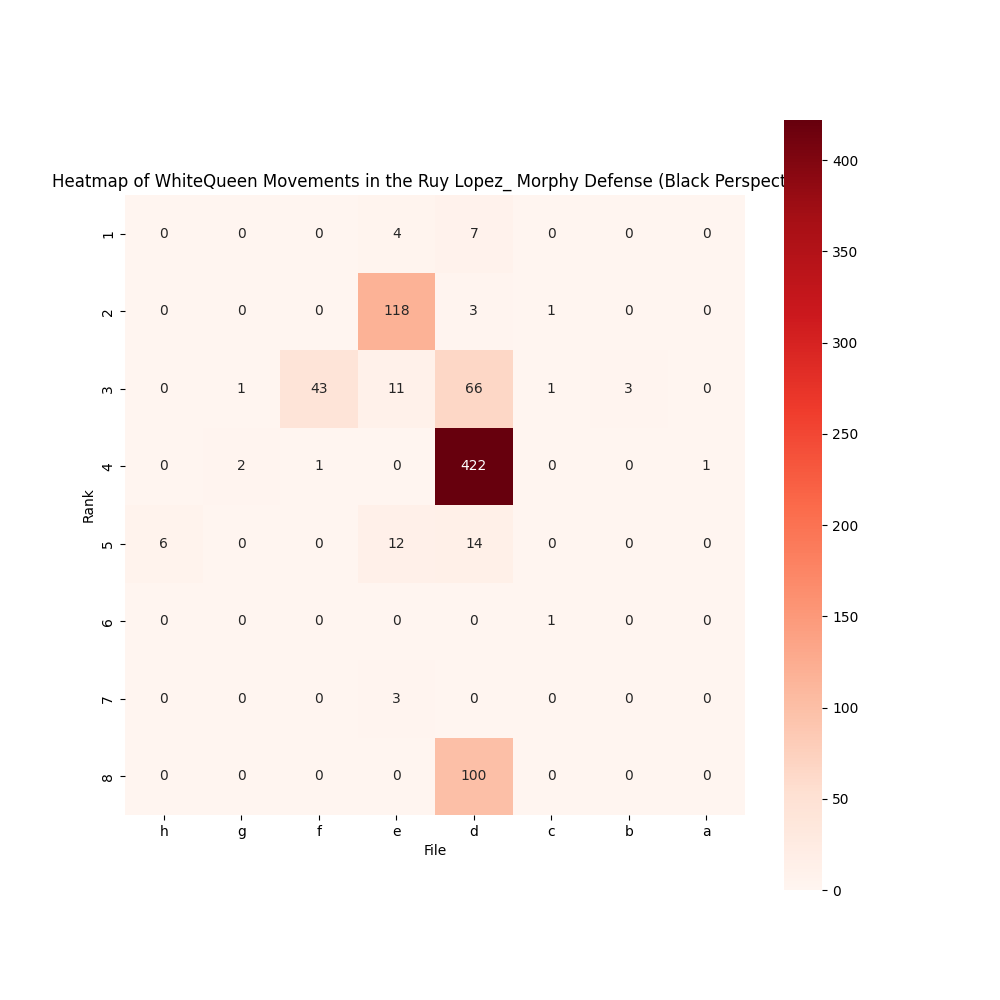 Heatmap of WhiteQueen Movements in the Ruy Lopez_ Morphy Defense (Black Perspect
400
350
300
250
200
150
100
50
0
Rank
1 0 0 0 4 7 0 0 0
2 0 0 0 118 3 1 0 0
3 0 1 43 11 66 1 3 0
4 0 2 1 0 422 0 0 1
5 6 0 0 12 14 0 0 0
6 0 0 0 0 0 1 0 0
7 0 0 0 3 0 0 0 0
8 0 0 0 0 100 0 0 0
h g f e d c b a
File